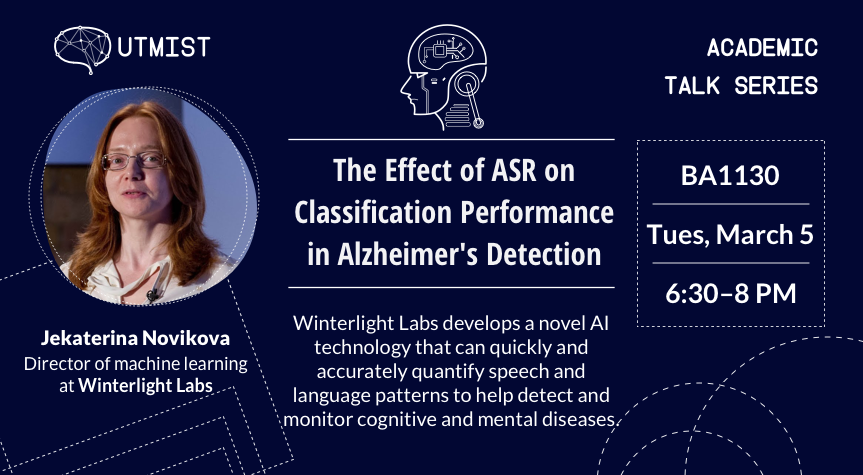 UTMIST
ACADEMIC
TALK SERIES
The Effect of ASR on
Classification Performance
in Alzheimer's Detection
BA1130
Tues, March 5
6:30–8 PM
Jekaterina Novikova
Director of machine learning
at Winterlight Labs
Winterlight Labs develops a novel AI
technology that can quickly and
accurately quantify speech and
language patterns to help detect and
monitor cognitive and mental diseases.